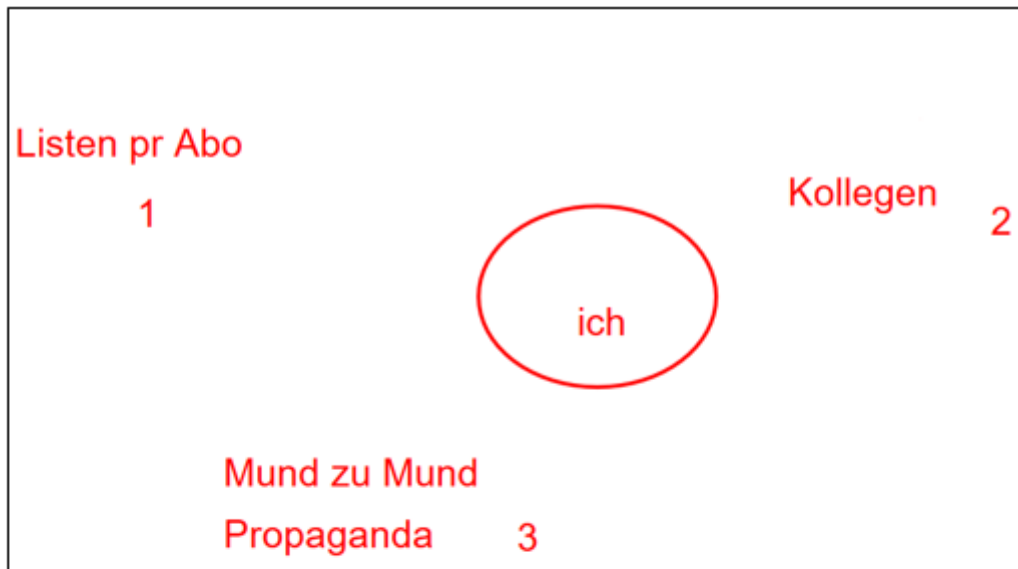 Listen pr Abo
1
Kollegen
2
ich
Mund zu Mund
Propaganda 3